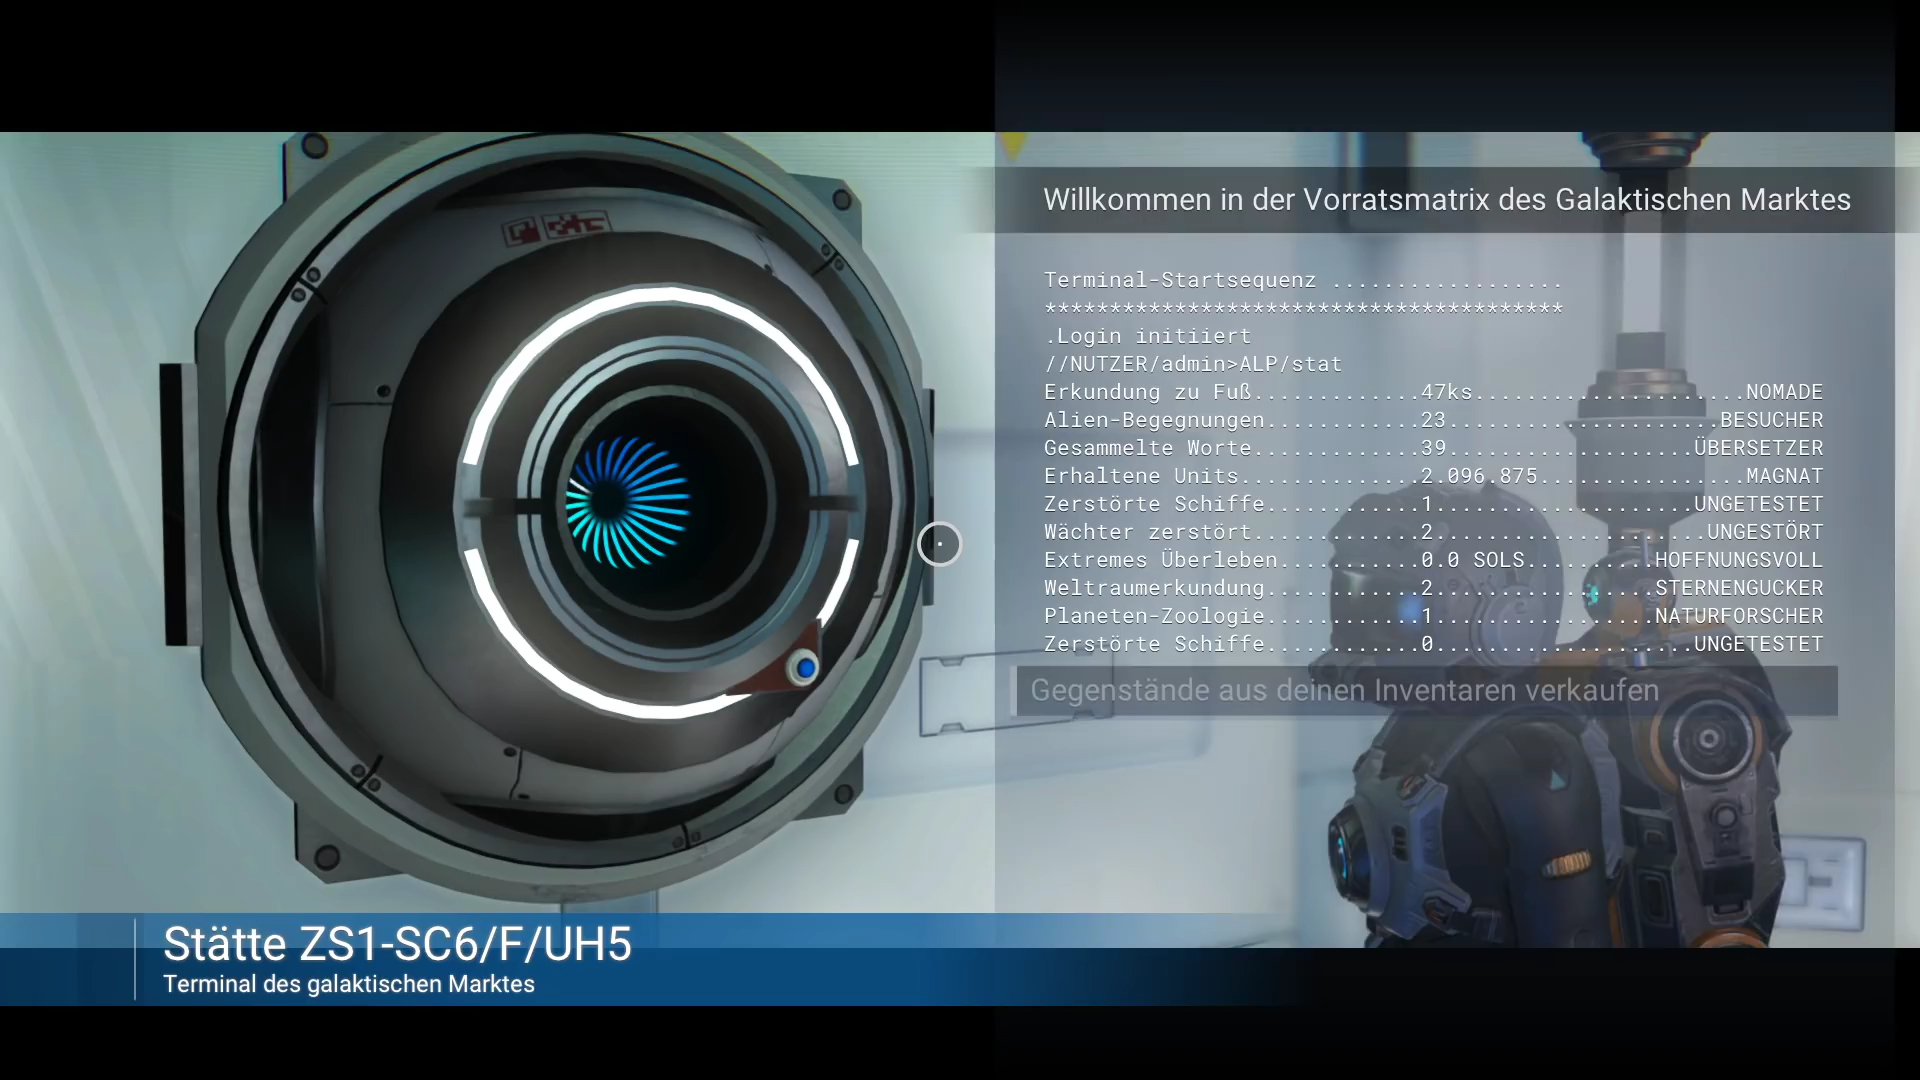 Willkommen in der Vorratsmatrix des Galaktischen Marktes
Terminal-Startsequenz ..................
****************************************
.Login initiiert
//NUTZER/admin>ALP/stat
Erkundung zu Fuß.............47ks.....................NOMADE
Alien-Begegnungen............23.....................BESUCHER
Gesammelte Worte.............39...................ÜBERSETZER
Erhaltene Units..............2.096.875................MAGNAT
Zerstörte Schiffe............1....................UNGETESTET
Wächter zerstört.............2.....................UNGESTÖRT
Extremes Überleben...........0.0 SOLS..........HOFFNUNGSVOLL
Weltraumerkundung............2.................STERNENGUCKER
Planeten-Zoologie............1.................NATURFORSCHER
Zerstörte Schiffe............0....................UNGETESTET
Gegenstände aus deinen Inventaren verkaufen
Stätte ZS1-SC6/F/UH5
Terminal des galaktischen Marktes